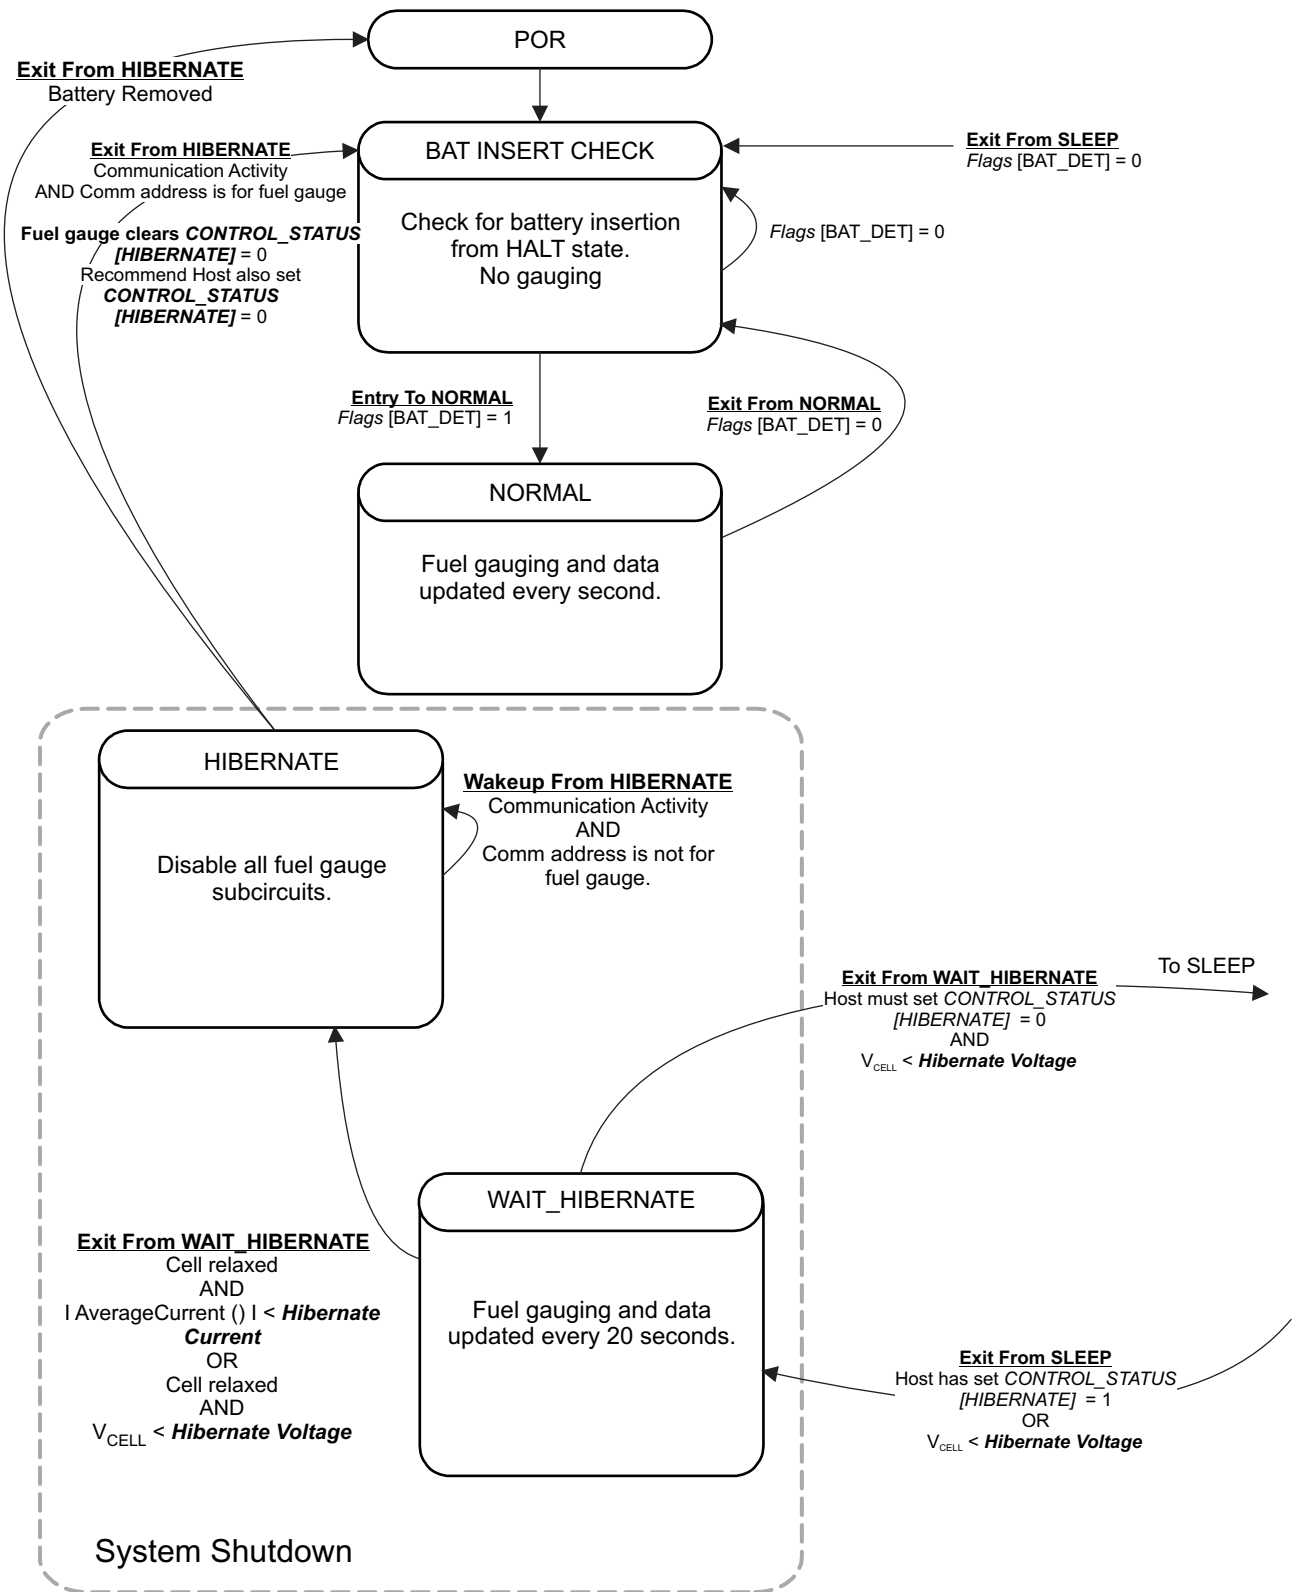 POR
Exit From HIBERNATE
Battery Removed
Exit From HIBERNATE
Communication Activity
AND Comm address is for fuel gauge
Fuel gauge clears CONTROL_STATUS
[HIBERNATE] = 0
Recommend Host also set
CONTROL_STATUS
[HIBERNATE] = 0
BAT INSERT CHECK
Check for battery insertion
from HALT state.
No gauging
Exit From SLEEP
Flags [BAT_DET] = 0
Flags [BAT_DET] = 0
Entry To NORMAL
Flags [BAT_DET] = 1
Exit From NORMAL
Flags [BAT_DET] = 0
NORMAL
Fuel gauging and data
updated every second.
HIBERNATE
Disable all fuel gauge
subcircuits.
Wakeup From HIBERNATE
Communication Activity
AND
Comm address is not for
fuel gauge.
Exit From WAIT_HIBERNATE
Host must set CONTROL_STATUS
[HIBERNATE] = 0
AND
VCELL < Hibernate Voltage
To SLEEP
WAIT_HIBERNATE
Fuel gauging and data
updated every 20 seconds.
Exit From WAIT_HIBERNATE
Cell relaxed
AND
I AverageCurrent () I < Hibernate
Current
OR
Cell relaxed
AND
VCELL < Hibernate Voltage
Exit From SLEEP
Host has set CONTROL_STATUS
[HIBERNATE] = 1
OR
VCELL < Hibernate Voltage
System Shutdown